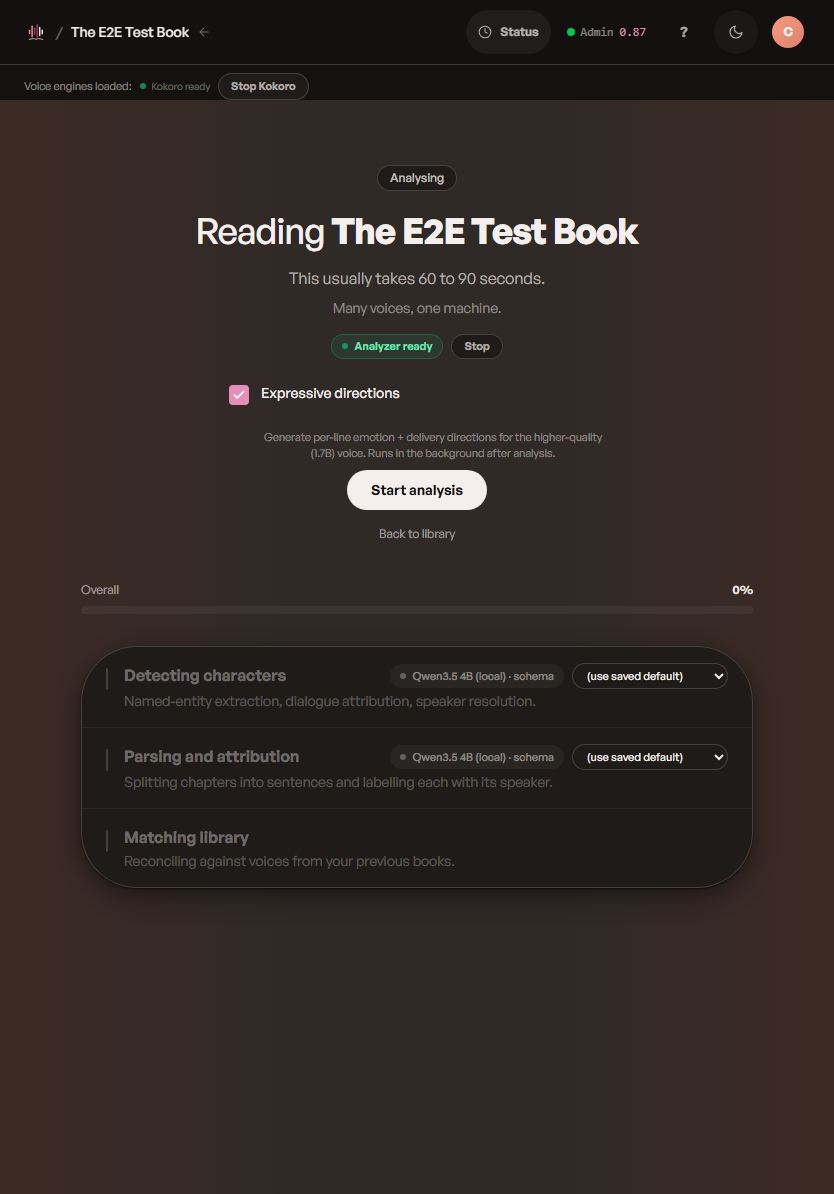 / The E2E Test Book ←
Status
Admin 0.87
?
C
Voice engines loaded:
Kokoro ready
Stop Kokoro
Analysing
Reading The E2E Test Book
This usually takes 60 to 90 seconds.
Many voices, one machine.
Analyzer ready
Stop
Expressive directions
Generate per-line emotion + delivery directions for the higher-quality
(1.7B) voice. Runs in the background after analysis.
Start analysis
Back to library
Overall
0%
Detecting characters
Qwen3.5 4B (local) · schema
(use saved default)
Named-entity extraction, dialogue attribution, speaker resolution.
Parsing and attribution
Qwen3.5 4B (local) · schema
(use saved default)
Splitting chapters into sentences and labelling each with its speaker.
Matching library
Reconciling against voices from your previous books.